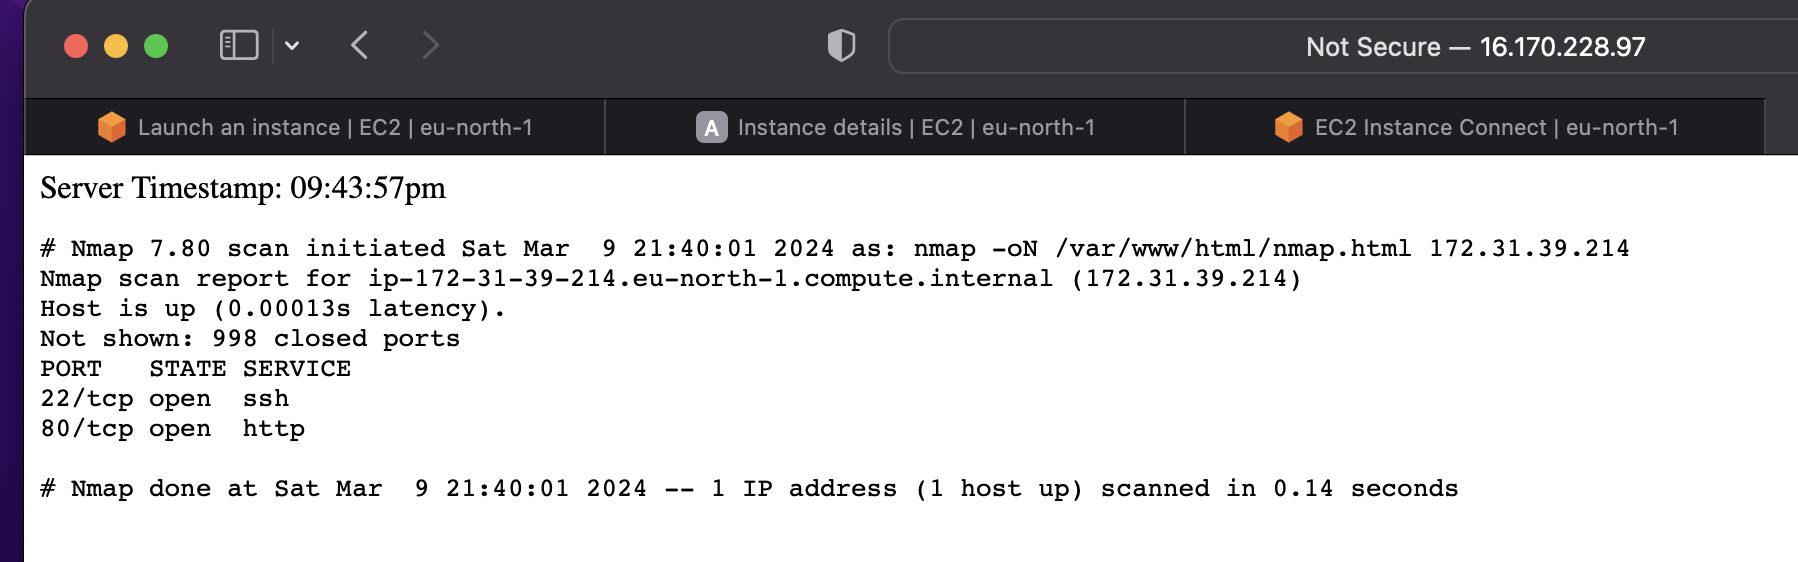 Not Secure — 16.170.228.97
Launch an instance | EC2 | eu-north-1
A Instance details | EC2 | eu-north-1
EC2 Instance Connect | eu-north-1
Server Timestamp: 09:43:57pm
# Nmap 7.80 scan initiated Sat Mar  9 21:40:01 2024 as: nmap -oN /var/www/html/nmap.html 172.31.39.214
Nmap scan report for ip-172-31-39-214.eu-north-1.compute.internal (172.31.39.214)
Host is up (0.00013s latency).
Not shown: 998 closed ports
PORT   STATE SERVICE
22/tcp open  ssh
80/tcp open  http
# Nmap done at Sat Mar  9 21:40:01 2024 -- 1 IP address (1 host up) scanned in 0.14 seconds